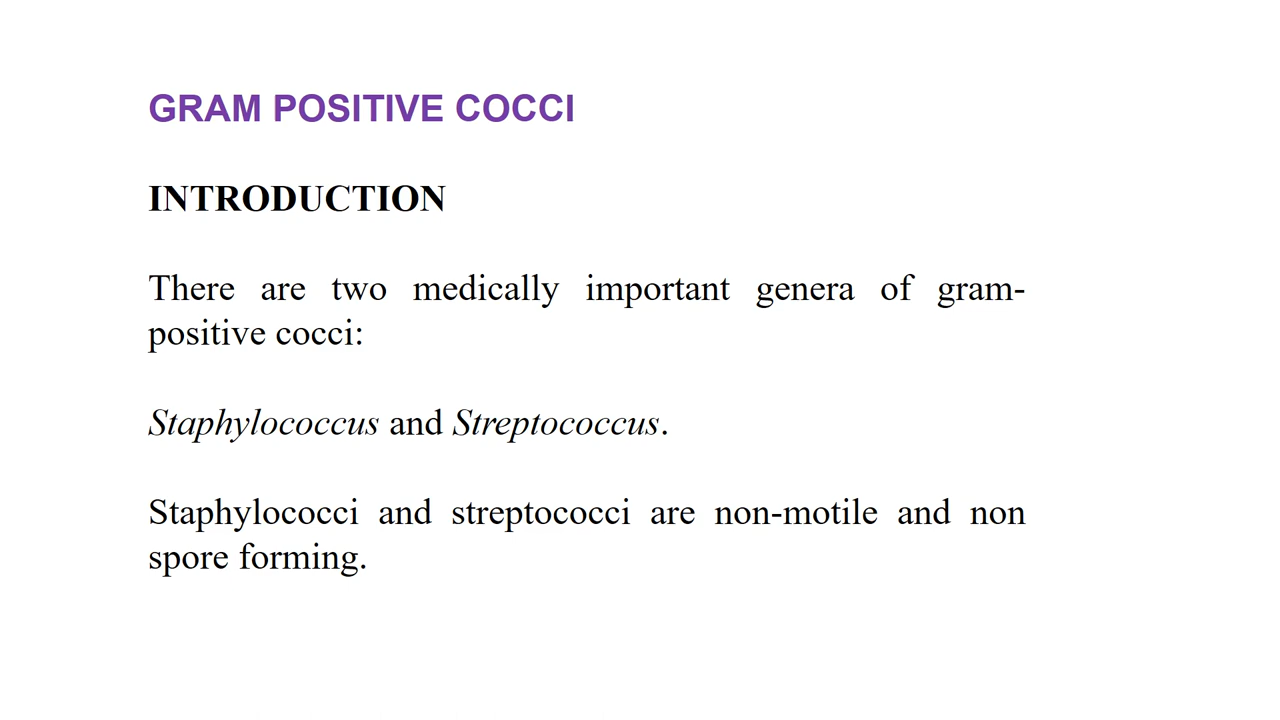 GRAM POSITIVE COCCI
INTRODUCTION
There are two medically important genera of gram-
positive cocci:
Staphylococcus and Streptococcus.
Staphylococci and streptococci are non-motile and non
spore forming.